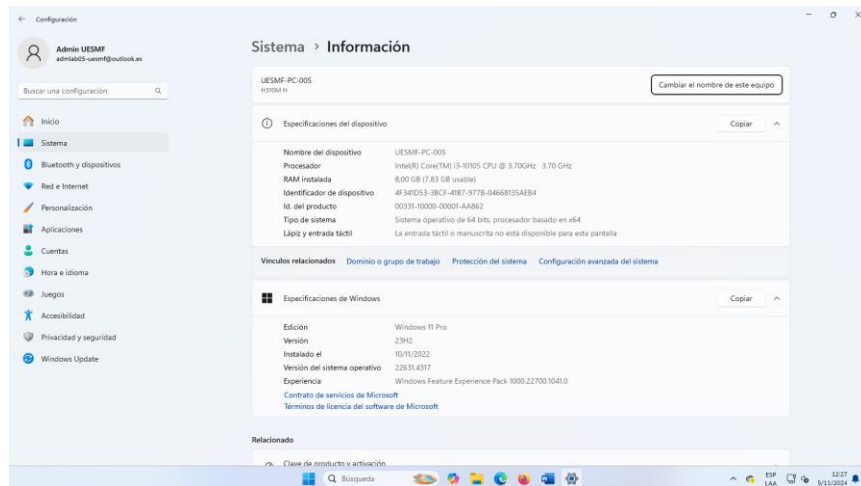 Configuración
Admin UESMF
admlab05-uesmf@outlook.es
Buscar una configuración
Inicio
Sistema
Bluetooth y dispositivos
Red e Internet
Personalización
Aplicaciones
Cuentas
Hora e idioma
Juegos
Accesibilidad
Privacidad y seguridad
Windows Update
Sistema > Información
UESMF-PC-005
H510M H
Cambiar el nombre de este equipo
Especificaciones del dispositivo
Copiar
Nombre del dispositivo UESMF-PC-005
Procesador Intel(R) Core(TM) i3-10105 CPU @ 3.70GHz 3.70 GHz
RAM instalada 8,00 GB (7,83 GB usable)
Identificador de dispositivo 4F341D53-3BCF-41B7-977B-04668135AEB4
Id. del producto 00331-10000-00001-AA862
Tipo de sistema Sistema operativo de 64 bits, procesador basado en x64
Lápiz y entrada táctil La entrada táctil o manuscrita no está disponible para esta pantalla
Vínculos relacionados Dominio o grupo de trabajo Protección del sistema Configuración avanzada del sistema
Especificaciones de Windows
Copiar
Edición Windows 11 Pro
Versión 23H2
Instalado el 10/11/2022
Versión del sistema operativo 22631.4317
Experiencia Windows Feature Experience Pack 1000.22700.1041.0
Contrato de servicios de Microsoft
Términos de licencia del software de Microsoft
Relacionado
Clave de producto y activación
Búsqueda
ESP
LAA
12:27
5/11/2024